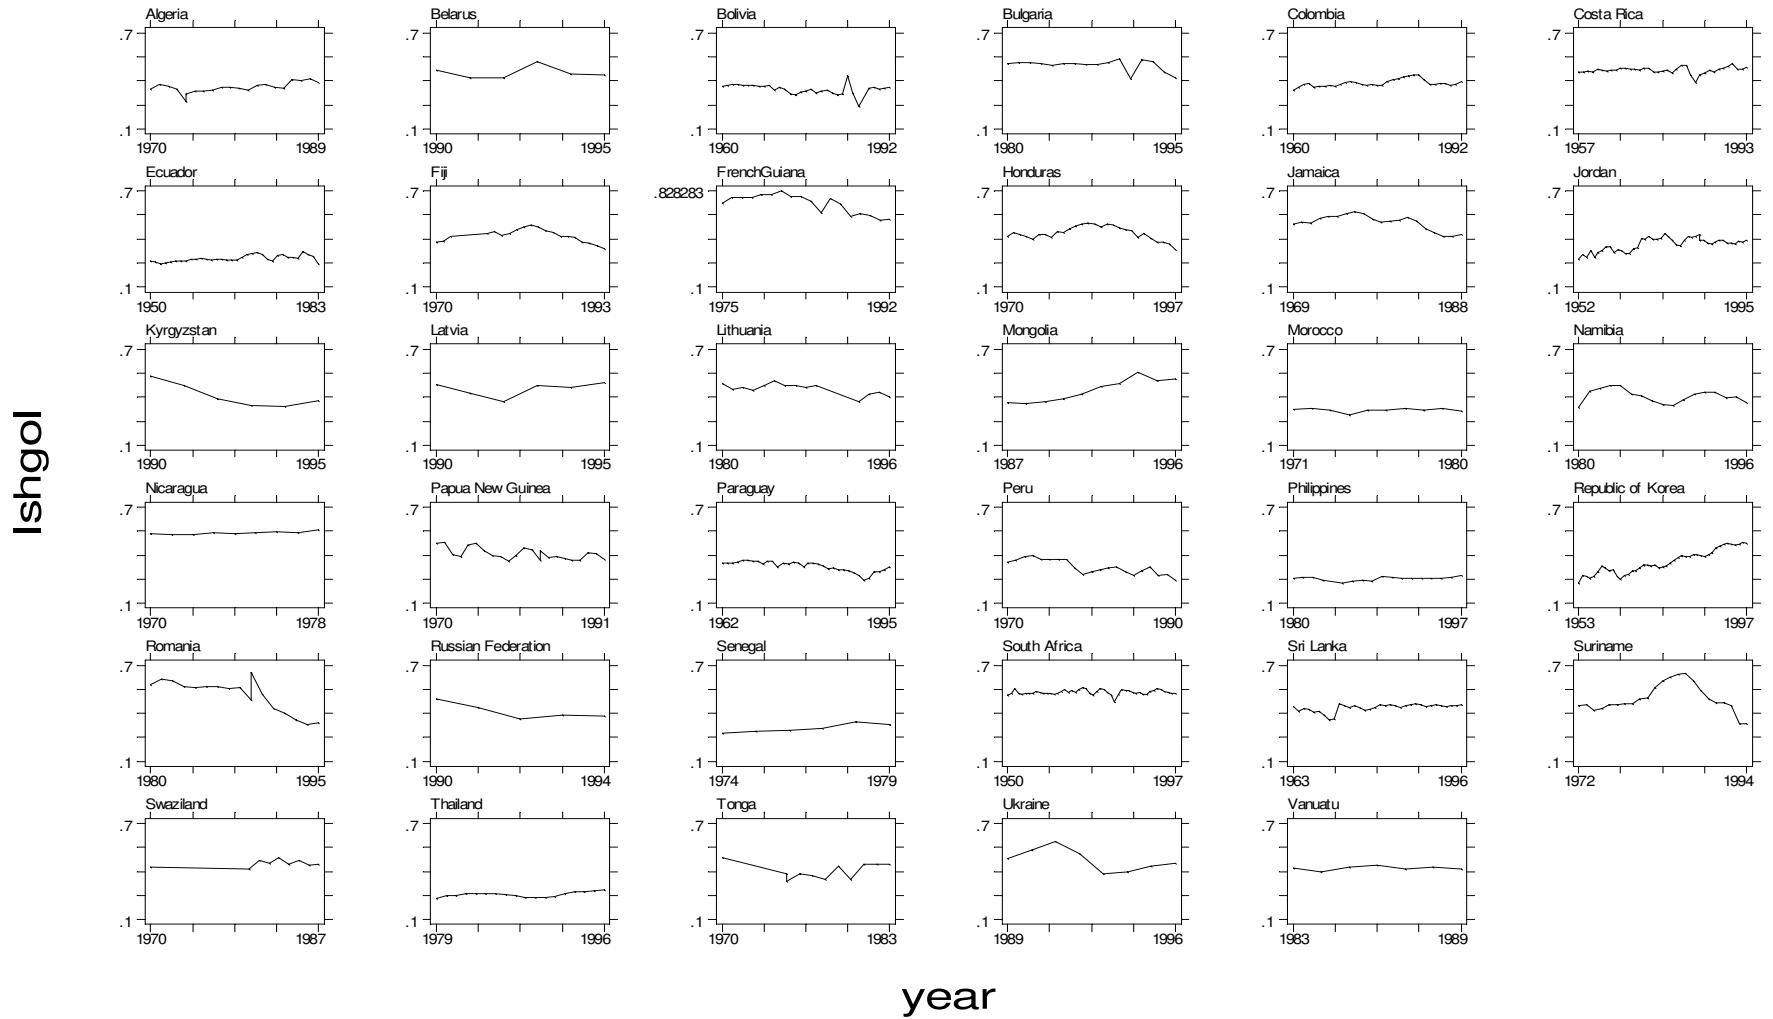 Algeria Belarus Bolivia Bulgaria Colombia Costa Rica
.7 .7 .7 .7 .7 .7
.1 .1 .1 .1 .1 .1
1970 1989 1990 1995 1960 1992 1980 1995 1960 1992 1957 1993
Ecuador Fiji FrenchGuiana Honduras Jamaica Jordan
.7 .7 .828283 .7 .7 .7
.1 .1 .1 .1 .1 .1
1950 1983 1970 1993 1975 1992 1970 1997 1969 1988 1952 1995
Kyrgyzstan Latvia Lithuania Mongolia Morocco Namibia
.7 .7 .7 .7 .7 .7
.1 .1 .1 .1 .1 .1
1990 1995 1990 1995 1980 1996 1987 1996 1971 1980 1980 1996
lshgol
Nicaragua Papua New Guinea Paraguay Peru Philippines Republic of Korea
.7 .7 .7 .7 .7 .7
.1 .1 .1 .1 .1 .1
1970 1978 1970 1991 1962 1995 1970 1990 1980 1997 1953 1997
Romania Russian Federation Senegal South Africa Sri Lanka Suriname
.7 .7 .7 .7 .7 .7
.1 .1 .1 .1 .1 .1
1980 1995 1990 1994 1974 1979 1950 1997 1963 1996 1972 1994
Swaziland Thailand Tonga Ukraine Vanuatu
.7 .7 .7 .7 .7
.1 .1 .1 .1 .1
1970 1987 1979 1996 1970 1983 1989 1996 1983 1989
year